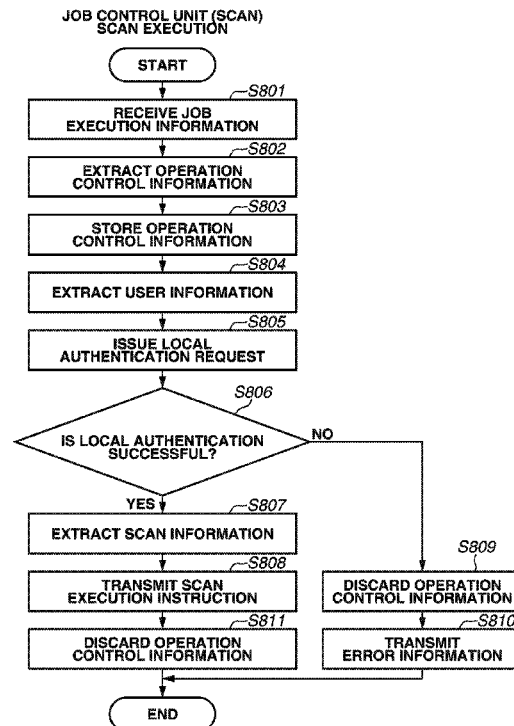 JOB CONTROL UNIT (SCAN)
SCAN EXECUTION
START
S801
RECEIVE JOB
EXECUTION INFORMATION
S802
EXTRACT OPERATION
CONTROL INFORMATION
S803
STORE OPERATION
CONTROL INFORMATION
S804
EXTRACT USER INFORMATION
S805
ISSUE LOCAL
AUTHENTICATION REQUEST
S806
IS LOCAL AUTHENTICATION
SUCCESSFUL?
NO
YES
S807
EXTRACT SCAN INFORMATION
S808
TRANSMIT SCAN
EXECUTION INSTRUCTION
S811
DISCARD OPERATION
CONTROL INFORMATION
S809
DISCARD OPERATION
CONTROL INFORMATION
S810
TRANSMIT
ERROR INFORMATION
END